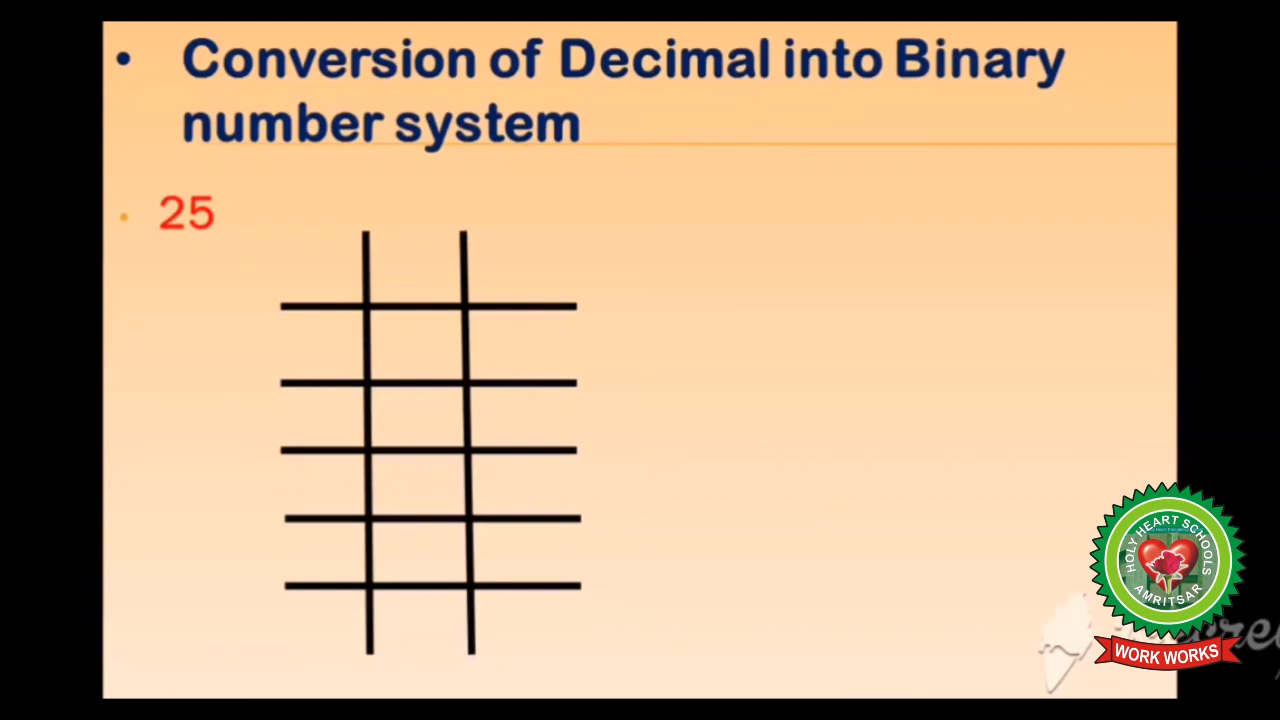 • Conversion of Decimal into Binary
number system
• 25
HOLY HEART SCHOOLS
AMRITSAR
WORK WORKS